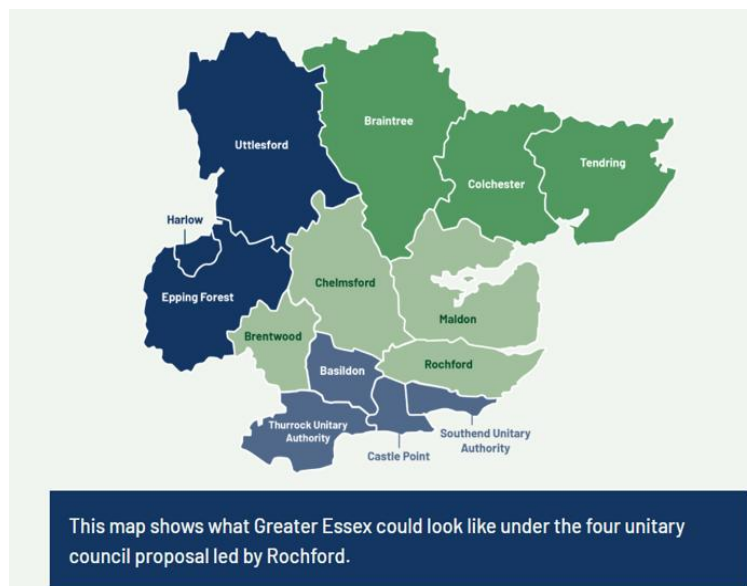 Uttlesford
Braintree
Colchester
Tendring
Harlow
Epping Forest
Chelmsford
Maldon
Brentwood
Rochford
Basildon
Thurrock Unitary
Authority
Castle Point
Southend Unitary
Authority
This map shows what Greater Essex could look like under the four unitary
council proposal led by Rochford.